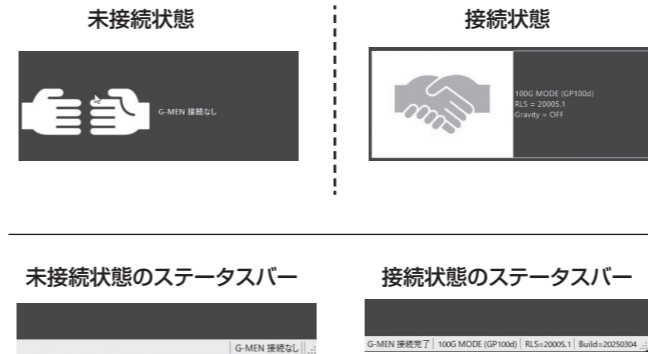 未接続状態
接続状態
G-MEN 接続なし
100G MODE (GP100d)
RLS = 20005.1
Gravity = OFF
未接続状態のステータスバー
接続状態のステータスバー
G-MEN 接続なし
G-MEN 接続完了 100G MODE (GP100d) RLS=20005.1 Build=20250304